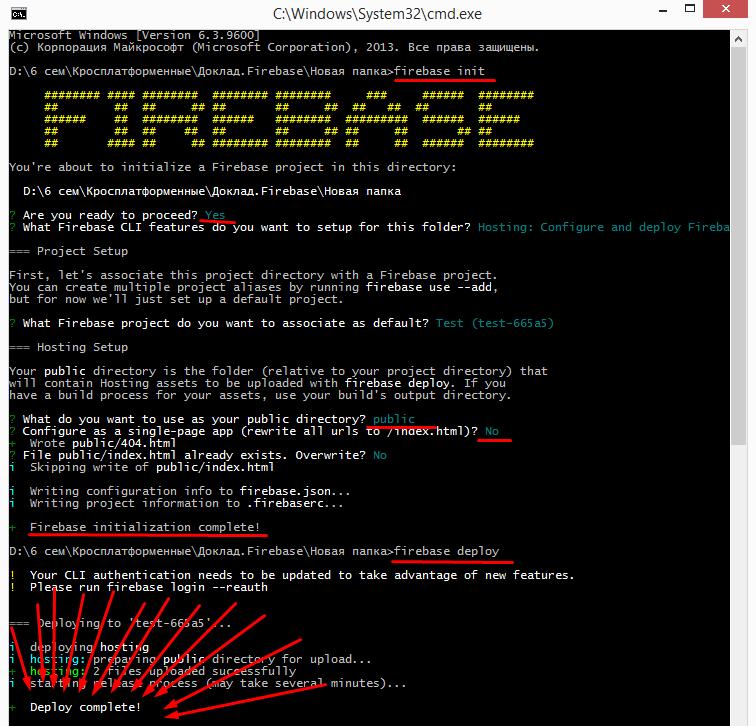 C:\Windows\System32\cmd.exe
Microsoft Windows [Version 6.3.9600]
(c) Корпорация Майкрософт (Microsoft Corporation), 2013. Все права защищены.
D:\6 сем\Кросплатформенные\Доклад.Firebase\Новая папка>firebase init
FIREBASE
You're about to initialize a Firebase project in this directory:
D:\6 сем\Кросплатформенные\Доклад.Firebase\Новая папка
? Are you ready to proceed? Yes
? What Firebase CLI features do you want to setup for this folder? Hosting: Configure and deploy Fireba
=== Project Setup
First, let's associate this project directory with a Firebase project.
You can create multiple project aliases by running firebase use --add,
but for now we'll just set up a default project.
? What Firebase project do you want to associate as default? Test (test-665a5)
=== Hosting Setup
Your public directory is the folder (relative to your project directory) that
will contain Hosting assets to be uploaded with firebase deploy. If you
have a build process for your assets, use your build's output directory.
? What do you want to use as your public directory? public
? Configure as a single-page app (rewrite all urls to /index.html)? No
+ Wrote public/404.html
? File public/index.html already exists. Overwrite? No
i Skipping write of public/index.html
i Writing configuration info to firebase.json...
i Writing project information to .firebaserc...
+ Firebase initialization complete!
D:\6 сем\Кросплатформенные\Доклад.Firebase\Новая папка>firebase deploy
! Your CLI authentication needs to be updated to take advantage of new features.
! Please run firebase login --reauth
=== Deploying to 'test-665a5'...
i deploying hosting
i hosting: preparing public directory for upload...
+ hosting: 2 files uploaded successfully
i starting release process (may take several minutes)...
+ Deploy complete!